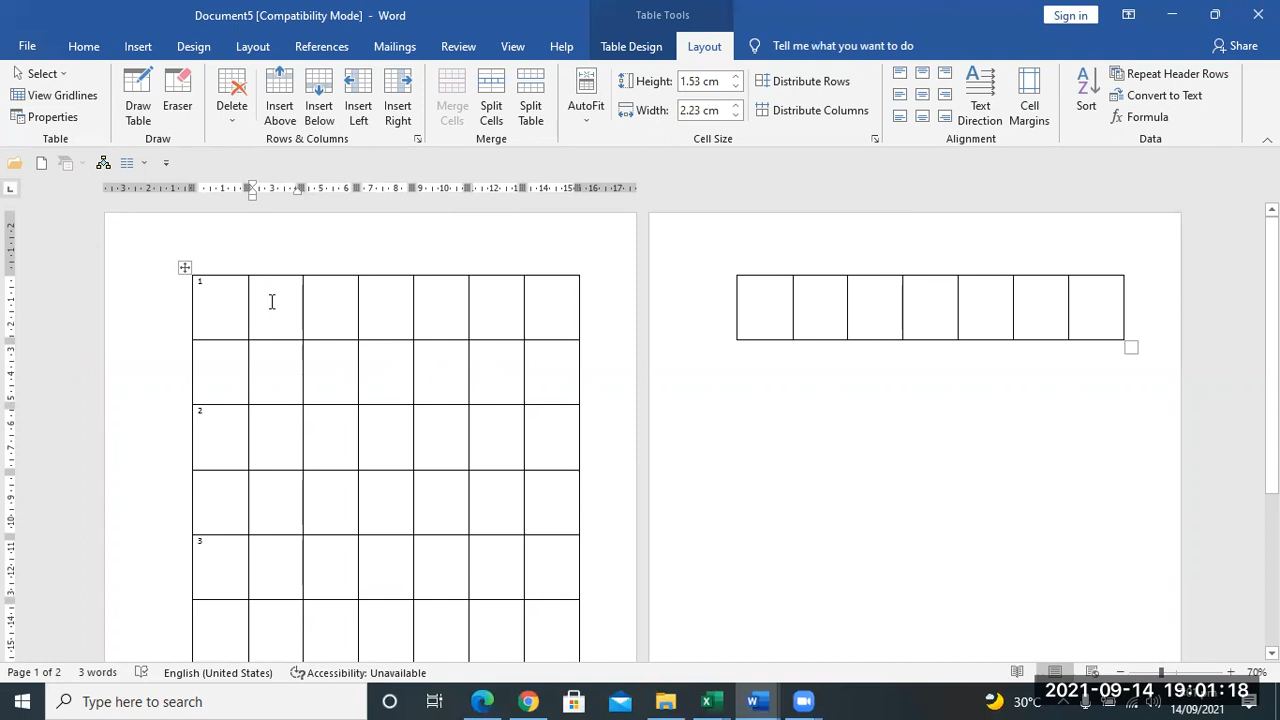 Document5 [Compatibility Mode] - Word
Table Tools
Sign in
File Home Insert Design Layout References Mailings Review View Help Table Design Layout Tell me what you want to do Share
Select
View Gridlines
Properties
Table
Draw Table
Eraser
Draw
Delete
Insert Above
Insert Below
Insert Left
Insert Right
Rows & Columns
Merge Cells
Split Cells
Split Table
Merge
AutoFit
Height: 1.53 cm
Width: 2.23 cm
Distribute Rows
Distribute Columns
Cell Size
Text Direction
Cell Margins
Alignment
Sort
Repeat Header Rows
Convert to Text
Formula
Data
1
2
3
Page 1 of 2 3 words English (United States) Accessibility: Unavailable 70%
Type here to search
30°C
2021-09-14 19:01:18
14/09/2021